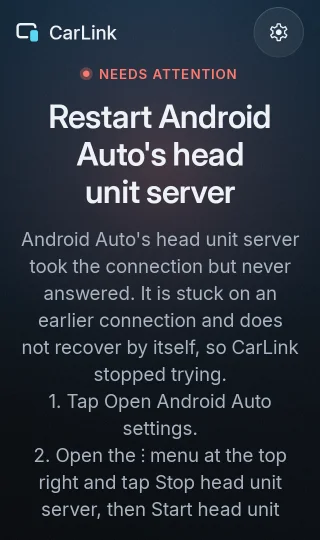 CarLink
NEEDS ATTENTION
Restart Android
Auto's head
unit server
Android Auto's head unit server
took the connection but never
answered. It is stuck on an
earlier connection and does
not recover by itself, so CarLink
stopped trying.
1. Tap Open Android Auto
settings.
2. Open the ⋮ menu at the top
right and tap Stop head unit
server, then Start head unit